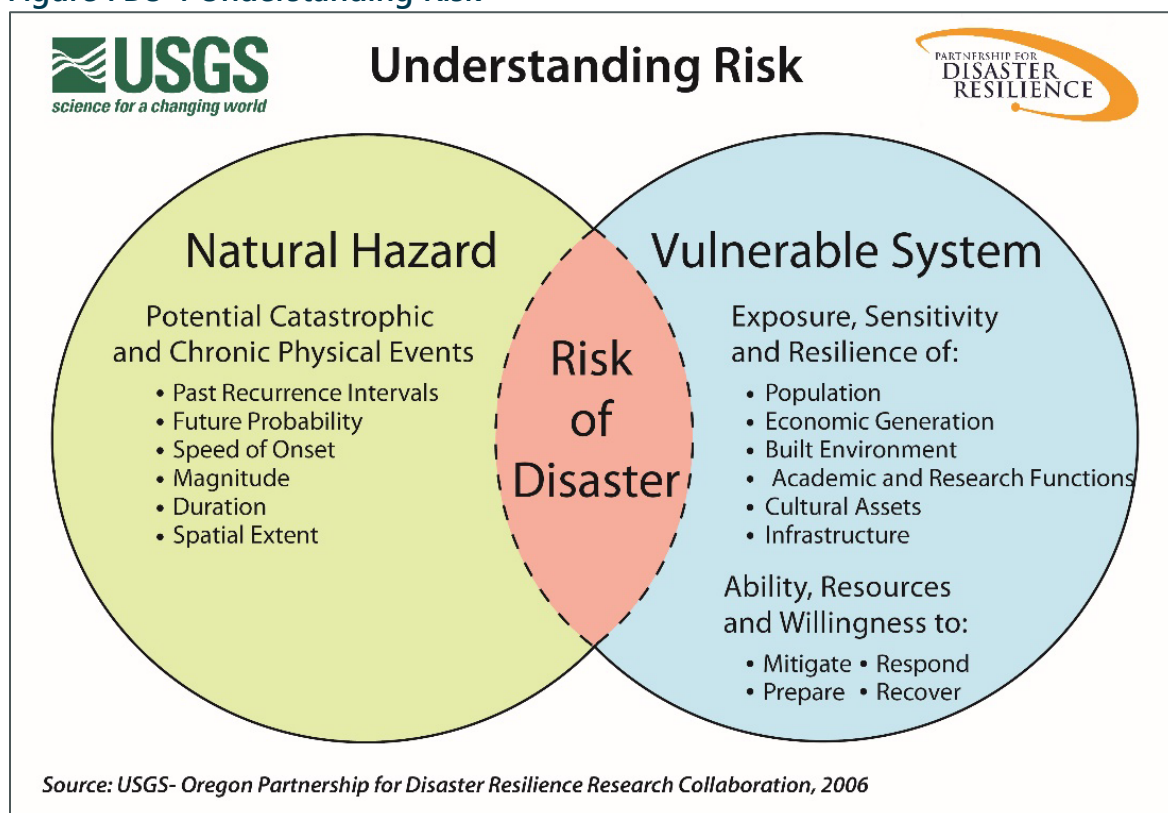 USGS
science for a changing world
Understanding Risk
PARTNERSHIP FOR
DISASTER
RESILIENCE
Natural Hazard
Potential Catastrophic
and Chronic Physical Events
• Past Recurrence Intervals
• Future Probability
• Speed of Onset
• Magnitude
• Duration
• Spatial Extent
Risk
of
Disaster
Vulnerable System
Exposure, Sensitivity
and Resilience of:
• Population
• Economic Generation
• Built Environment
• Academic and Research Functions
• Cultural Assets
• Infrastructure
Ability, Resources
and Willingness to:
• Mitigate • Respond
• Prepare • Recover
Source: USGS- Oregon Partnership for Disaster Resilience Research Collaboration, 2006